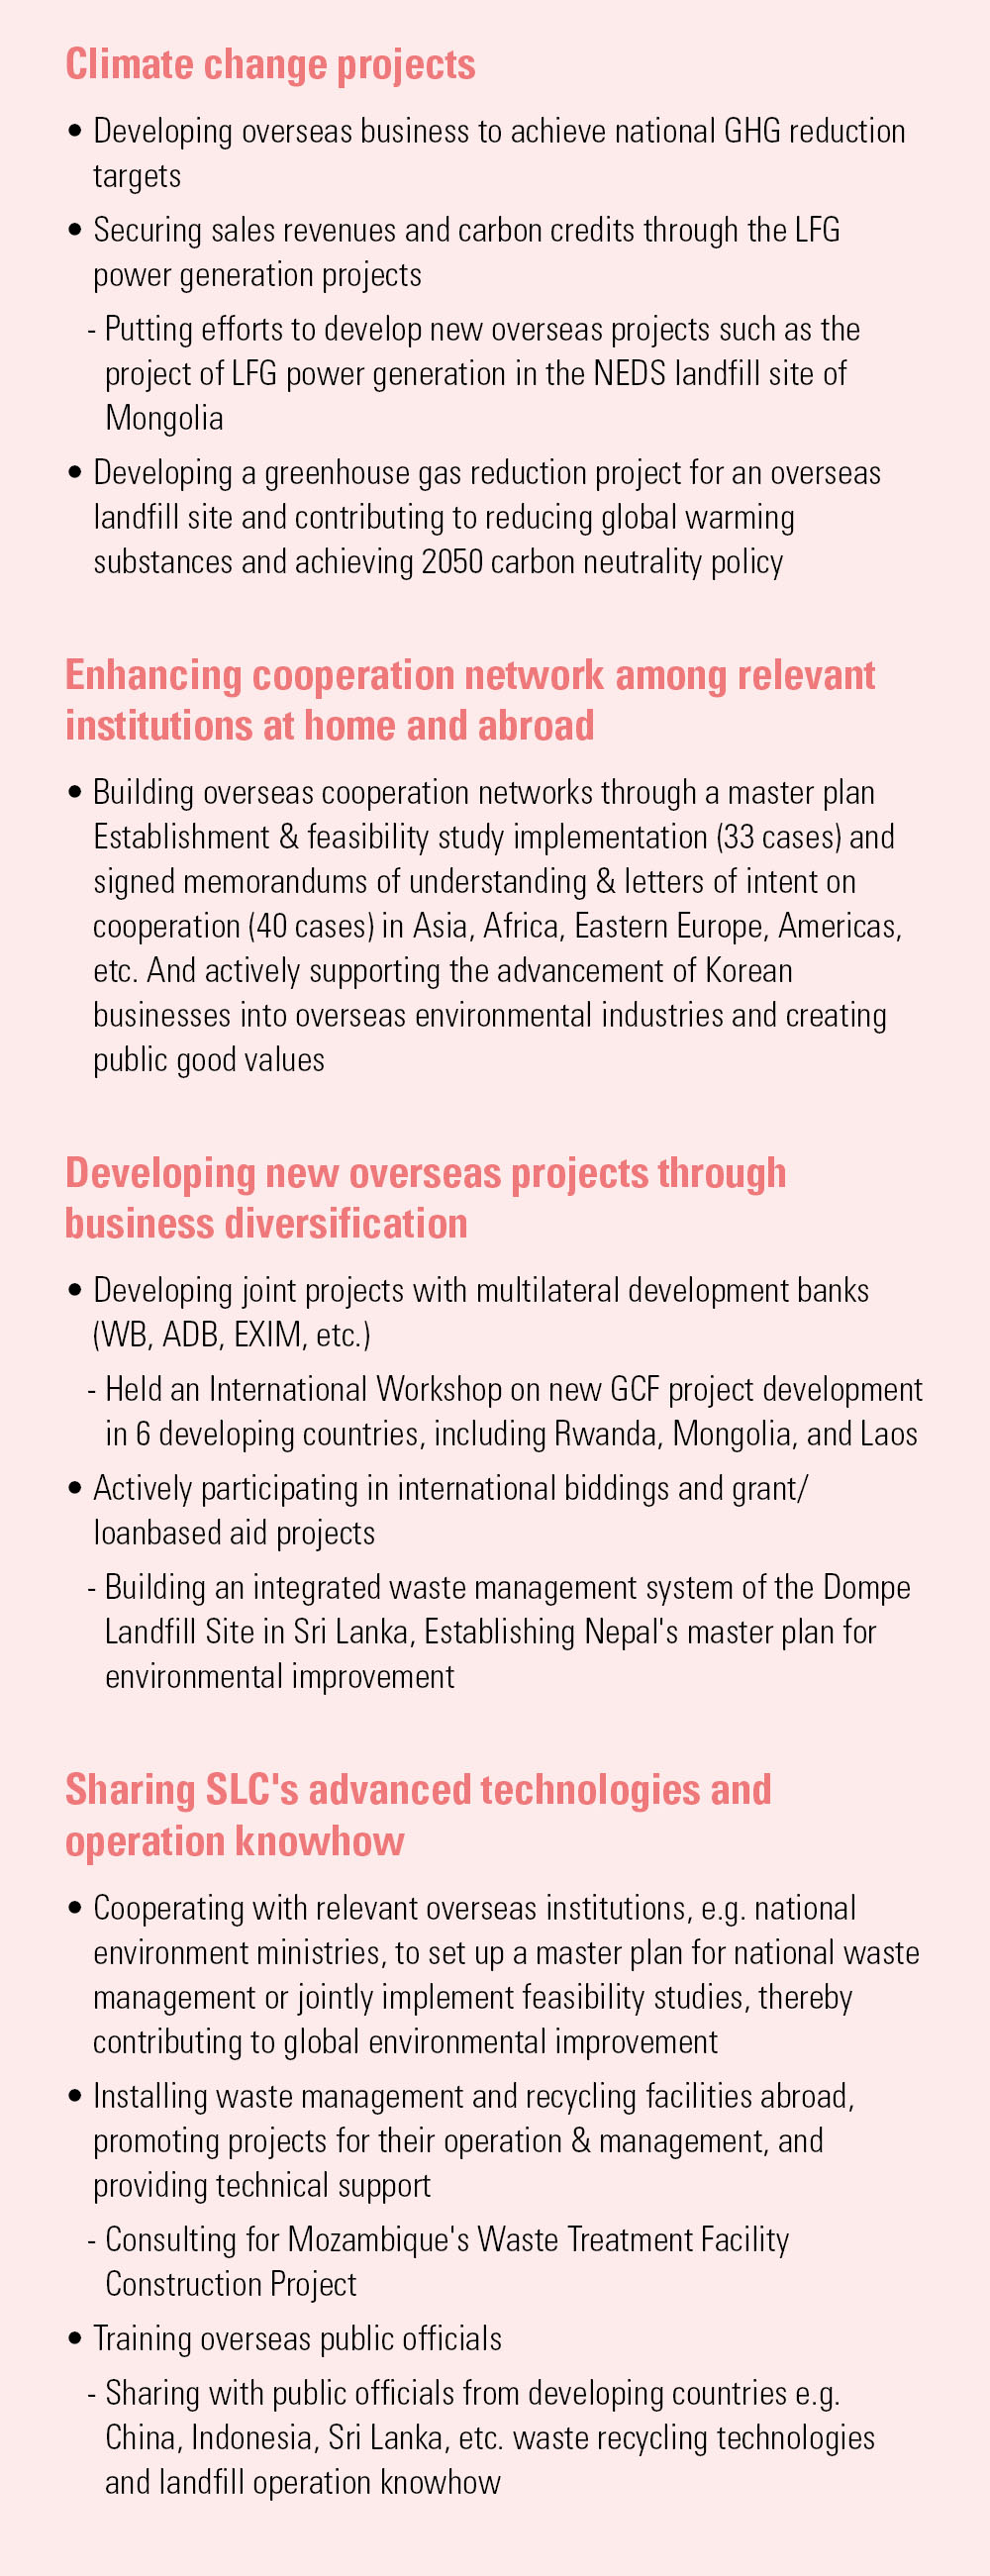 Climate change projects
• Developing overseas business to achieve national GHG reduction
targets
• Securing sales revenues and carbon credits through the LFG
power generation projects
- Putting efforts to develop new overseas projects such as the
project of LFG power generation in the NEDS landfill site of
Mongolia
• Developing a greenhouse gas reduction project for an overseas
landfill site and contributing to reducing global warming
substances and achieving 2050 carbon neutrality policy
Enhancing cooperation network among relevant
institutions at home and abroad
• Building overseas cooperation networks through a master plan
Establishment & feasibility study implementation (33 cases) and
signed memorandums of understanding & letters of intent on
cooperation (40 cases) in Asia, Africa, Eastern Europe, Americas,
etc. And actively supporting the advancement of Korean
businesses into overseas environmental industries and creating
public good values
Developing new overseas projects through
business diversification
• Developing joint projects with multilateral development banks
(WB, ADB, EXIM, etc.)
- Held an International Workshop on new GCF project development
in 6 developing countries, including Rwanda, Mongolia, and Laos
• Actively participating in international biddings and grant/
loanbased aid projects
- Building an integrated waste management system of the Dompe
Landfill Site in Sri Lanka, Establishing Nepal's master plan for
environmental improvement
Sharing SLC's advanced technologies and
operation knowhow
• Cooperating with relevant overseas institutions, e.g. national
environment ministries, to set up a master plan for national waste
management or jointly implement feasibility studies, thereby
contributing to global environmental improvement
• Installing waste management and recycling facilities abroad,
promoting projects for their operation & management, and
providing technical support
- Consulting for Mozambique's Waste Treatment Facility
Construction Project
• Training overseas public officials
- Sharing with public officials from developing countries e.g.
China, Indonesia, Sri Lanka, etc. waste recycling technologies
and landfill operation knowhow